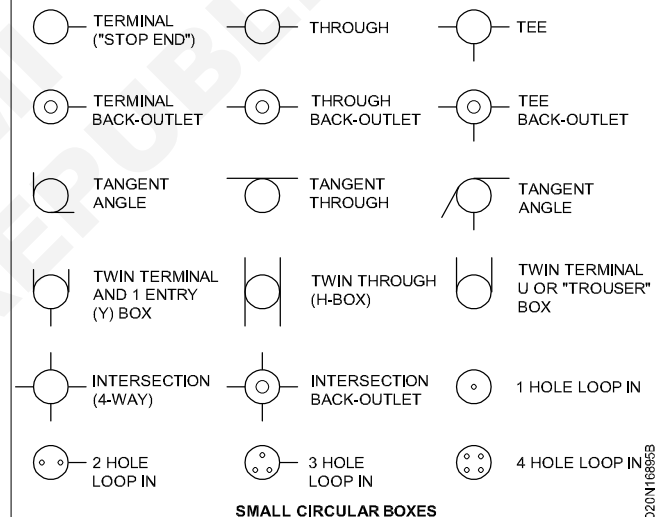 TERMINAL
("STOP END")
THROUGH
TEE
TERMINAL
BACK-OUTLET
THROUGH
BACK-OUTLET
TEE
BACK-OUTLET
TANGENT
ANGLE
TANGENT
THROUGH
TANGENT
ANGLE
TWIN TERMINAL
AND 1 ENTRY
(Y) BOX
TWIN THROUGH
(H-BOX)
TWIN TERMINAL
U OR "TROUSER"
BOX
INTERSECTION
(4-WAY)
INTERSECTION
BACK-OUTLET
1 HOLE LOOP IN
2 HOLE
LOOP IN
3 HOLE
LOOP IN
4 HOLE LOOP IN
SMALL CIRCULAR BOXES
020N16895B